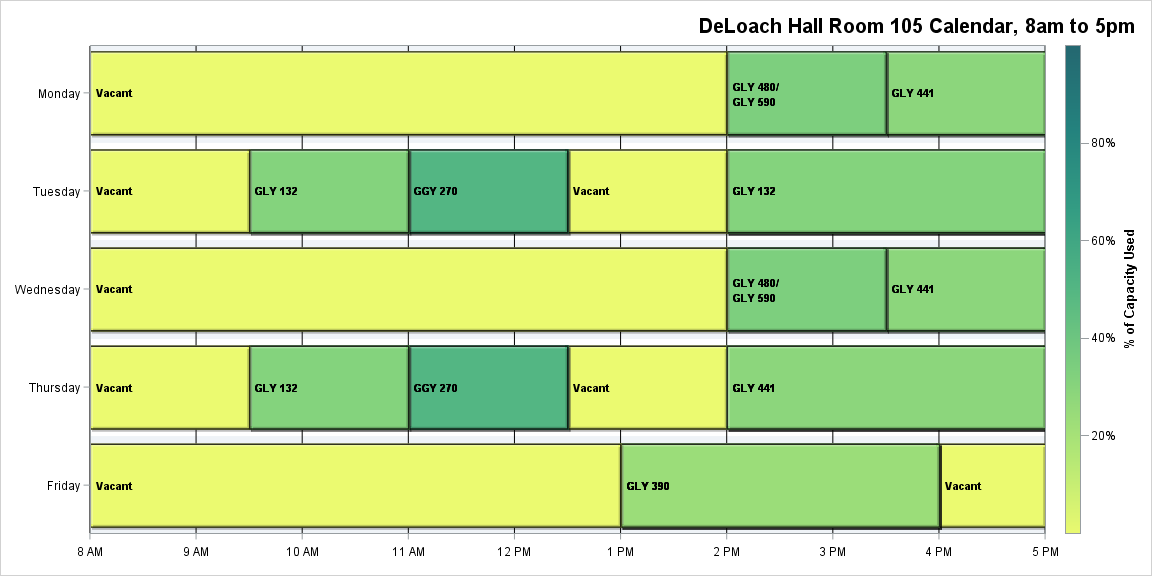 DeLoach Hall Room 105 Calendar, 8am to 5pm
Monday
Vacant
GLY 480/
GLY 590
GLY 441
Tuesday
Vacant
GLY 132
GGY 270
Vacant
GLY 132
Wednesday
Vacant
GLY 480/
GLY 590
GLY 441
Thursday
Vacant
GLY 132
GGY 270
Vacant
GLY 441
Friday
Vacant
GLY 390
Vacant
8 AM
9 AM
10 AM
11 AM
12 PM
1 PM
2 PM
3 PM
4 PM
5 PM
80%
60%
40%
20%
% of Capacity Used